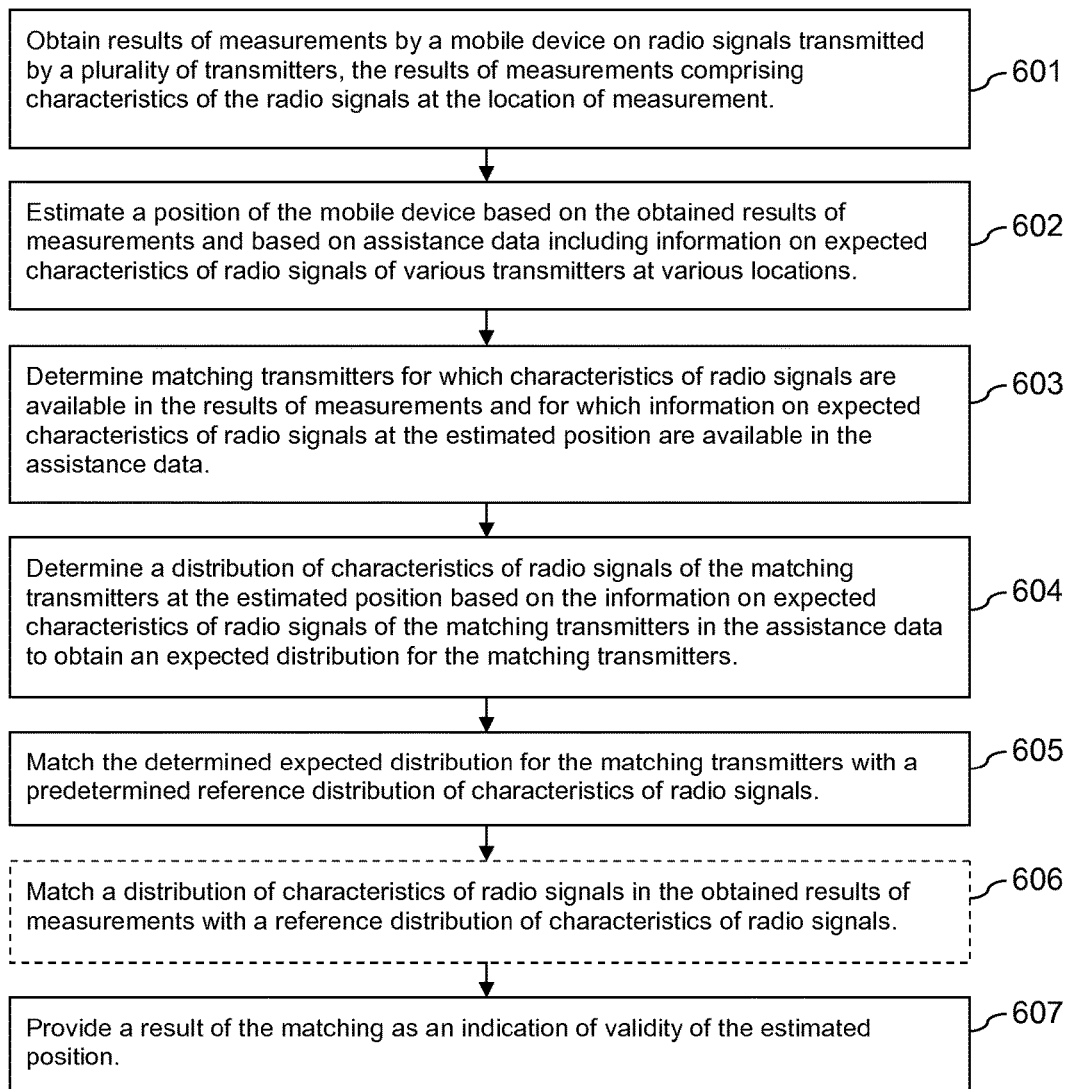 Obtain results of measurements by a mobile device on radio signals transmitted
by a plurality of transmitters, the results of measurements comprising
characteristics of the radio signals at the location of measurement.
601
Estimate a position of the mobile device based on the obtained results of
measurements and based on assistance data including information on expected
characteristics of radio signals of various transmitters at various locations.
602
Determine matching transmitters for which characteristics of radio signals are
available in the results of measurements and for which information on expected
characteristics of radio signals at the estimated position are available in the
assistance data.
603
Determine a distribution of characteristics of radio signals of the matching
transmitters at the estimated position based on the information on expected
characteristics of radio signals of the matching transmitters in the assistance data
to obtain an expected distribution for the matching transmitters.
604
Match the determined expected distribution for the matching transmitters with a
predetermined reference distribution of characteristics of radio signals.
605
Match a distribution of characteristics of radio signals in the obtained results of
measurements with a reference distribution of characteristics of radio signals.
606
Provide a result of the matching as an indication of validity of the estimated
position.
607